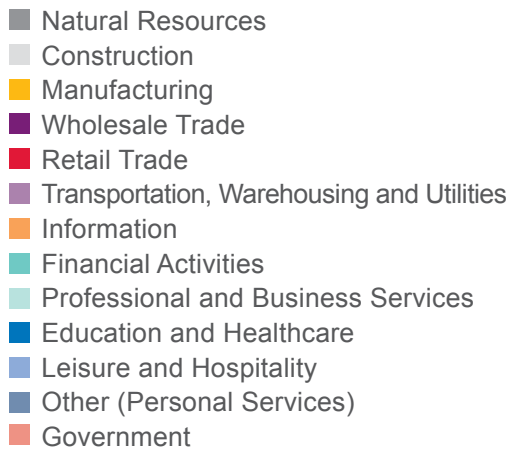 Natural Resources
Construction
Manufacturing
Wholesale Trade
Retail Trade
Transportation, Warehousing and Utilities
Information
Financial Activities
Professional and Business Services
Education and Healthcare
Leisure and Hospitality
Other (Personal Services)
Government